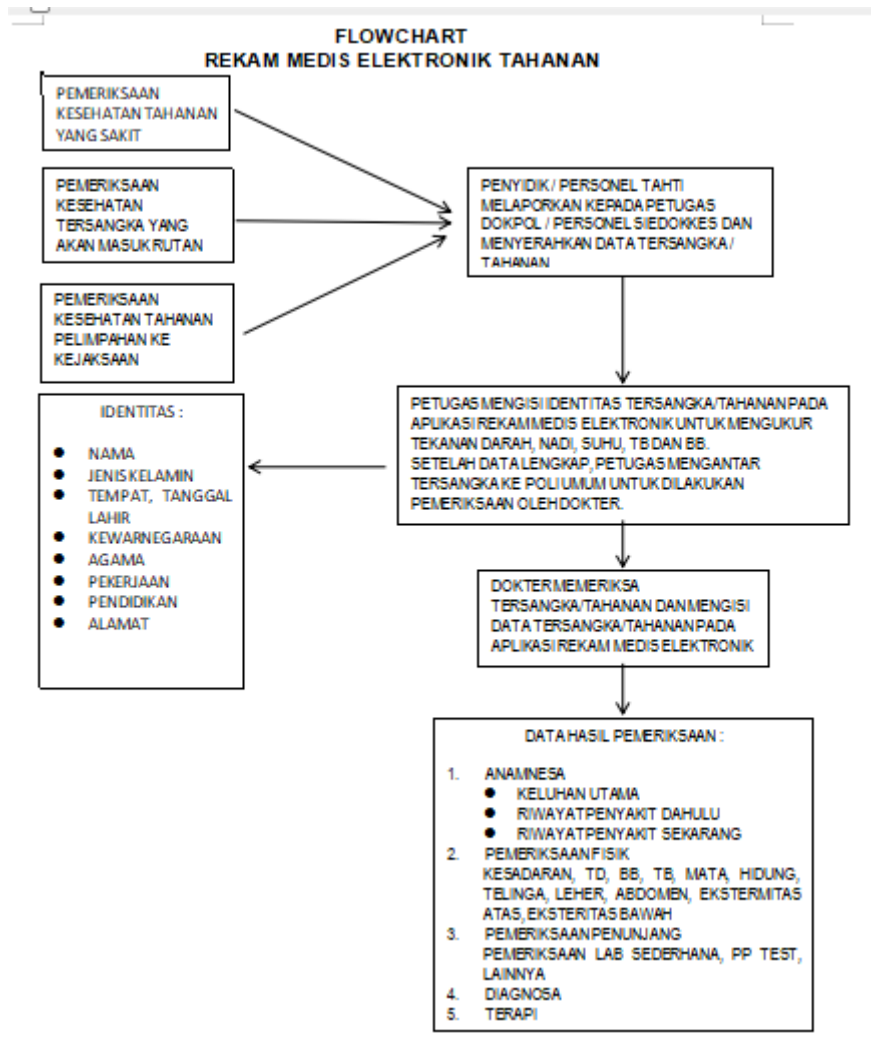 FLOWCHART
REKAM MEDIS ELEKTRONIK TAHANAN
PEMERIKSAAN
KESEHATAN TAHANAN
YANG SAKIT
PEMERIKSAAN
KESEHATAN
TERSANGKA YANG
AKAN MASUK RUTAN
PEMERIKSAAN
KESEHATAN TAHANAN
PELIMPAHAN KE
KEJAKSAAN
PENYIDIK / PERSONEL TAHTI
MELAPORKAN KEPADA PETUGAS
DOKPOL / PERSONEL SIEDOKKES DAN
MENYERAHKAN DATA TERSANGKA /
TAHANAN
PETUGAS MENGISI IDENTITAS TERSANGKA/TAHANAN PADA
APLIKASI REKAM MEDIS ELEKTRONIK UNTUK MENGUKUR
TEKANAN DARAH, NADI, SUHU, TB DAN BB.
SETELAH DATA LENGKAP, PETUGAS MENGANTAR
TERSANGKA KE POLI UMUM UNTUK DILAKUKAN
PEMERIKSAAN OLEH DOKTER.
IDENTITAS :
● NAMA
● JENIS KELAMIN
● TEMPAT, TANGGAL
LAHIR
● KEWARNEGARAAN
● AGAMA
● PEKERJAAN
● PENDIDIKAN
● ALAMAT
DOKTER MEMERIKSA
TERSANGKA/TAHANAN DAN MENGISI
DATA TERSANGKA/TAHANAN PADA
APLIKASI REKAM MEDIS ELEKTRONIK
DATA HASIL PEMERIKSAAN :
1. ANAMNESA
● KELUHAN UTAMA
● RIWAYAT PENYAKIT DAHULU
● RIWAYAT PENYAKIT SEKARANG
2. PEMERIKSAAN FISIK
KESADARAN, TD, BB, TB, MATA, HIDUNG,
TELINGA, LEHER, ABDOMEN, EKSTERMITAS
ATAS, EKSTERITAS BAWAH
3. PEMERIKSAAN PENUNJANG
PEMERIKSAAN LAB SEDERHANA, PP TEST,
LAINNYA
4. DIAGNOSA
5. TERAPI